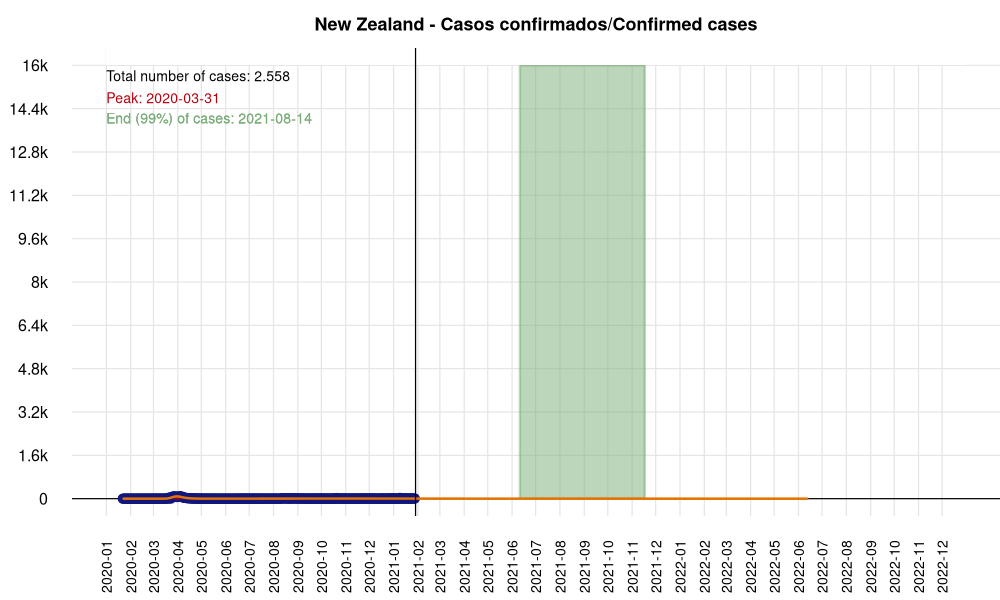 New Zealand - Casos confirmados/Confirmed cases
Total number of cases: 2.558
Peak: 2020-03-31
End (99%) of cases: 2021-08-14
16k
14.4k
12.8k
11.2k
9.6k
8k
6.4k
4.8k
3.2k
1.6k
0
2020-01
2020-02
2020-03
2020-04
2020-05
2020-06
2020-07
2020-08
2020-09
2020-10
2020-11
2020-12
2021-01
2021-02
2021-03
2021-04
2021-05
2021-06
2021-07
2021-08
2021-09
2021-10
2021-11
2021-12
2022-01
2022-02
2022-03
2022-04
2022-05
2022-06
2022-07
2022-08
2022-09
2022-10
2022-11
2022-12